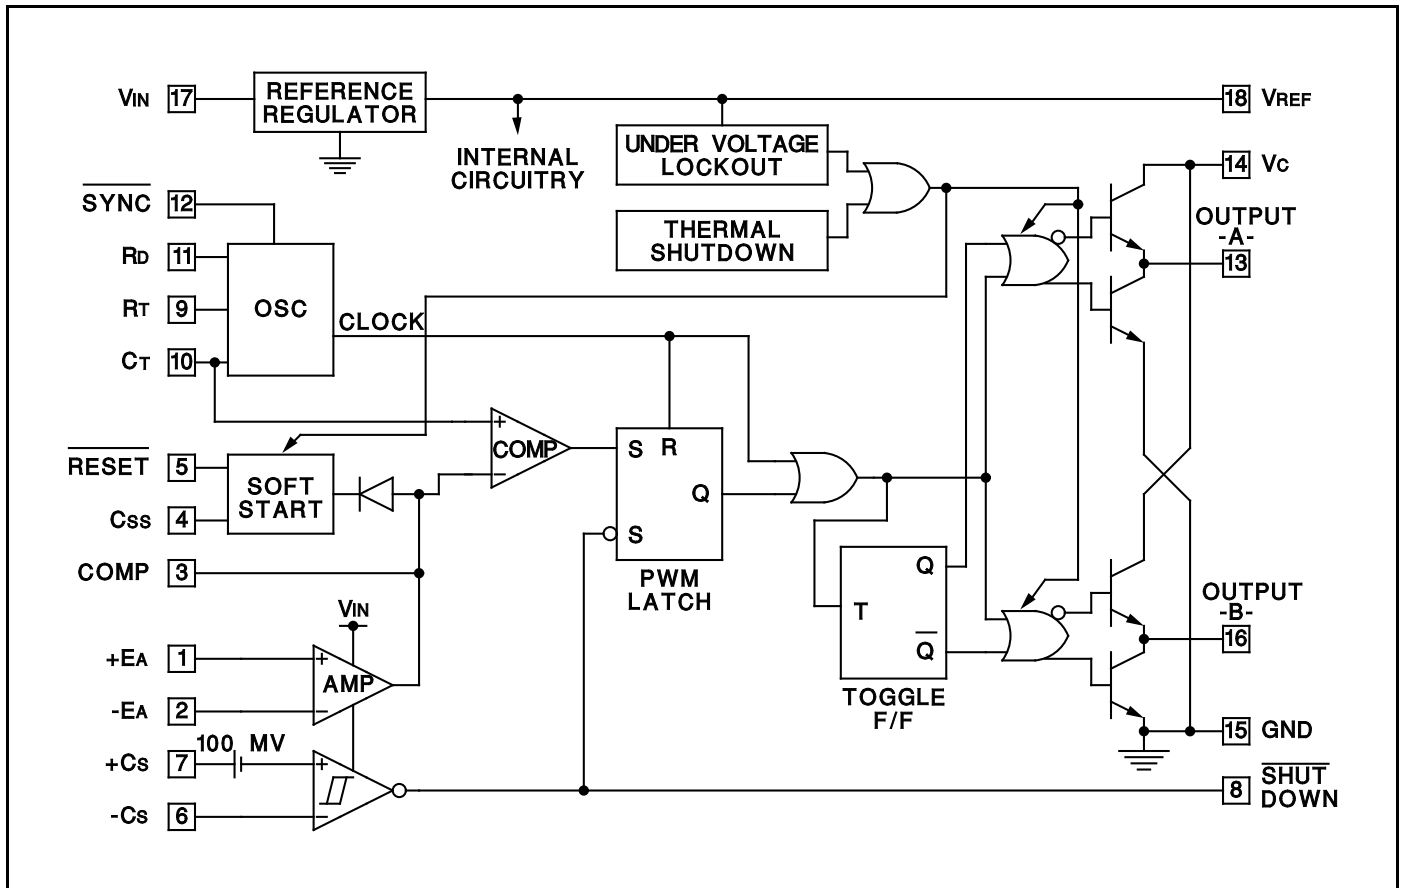 VIN 17
REFERENCE
REGULATOR
18 VREF
INTERNAL
CIRCUITRY
UNDER VOLTAGE
LOCKOUT
14 VC
SYNC 12
THERMAL
SHUTDOWN
OUTPUT
-A-
13
RD 11
RT 9
OSC
CLOCK
CT 10
+
COMP
-
S R
Q
S
PWM
LATCH
RESET 5
SOFT
START
CSS 4
COMP 3
Q
T
Q
TOGGLE
F/F
OUTPUT
-B-
16
VIN
+EA 1
+
AMP
-EA 2
-
15 GND
100 MV
+CS 7
+
-CS 6
-
8 SHUT
DOWN